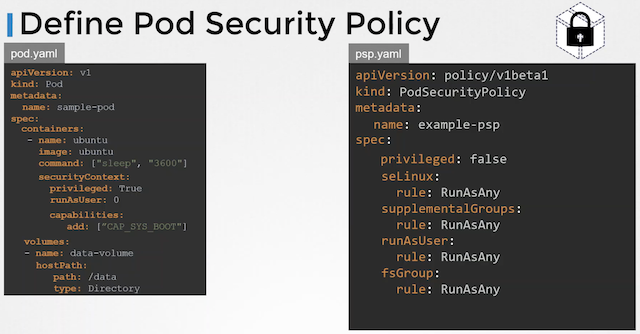 Define Pod Security Policy
pod.yaml
apiVersion: v1
kind: Pod
metadata:
  name: sample-pod
spec:
  containers:
   - name: ubuntu
     image: ubuntu
     command: ["sleep", "3600"]
     securityContext:
       privileged: True
       runAsUser: 0
       capabilities:
         add: ["CAP_SYS_BOOT"]
  volumes:
  - name: data-volume
    hostPath:
      path: /data
      type: Directory
psp.yaml
apiVersion: policy/v1beta1
kind: PodSecurityPolicy
metadata:
  name: example-psp
spec:
   privileged: false
   seLinux:
     rule: RunAsAny
   supplementalGroups:
     rule: RunAsAny
   runAsUser:
     rule: RunAsAny
   fsGroup:
     rule: RunAsAny